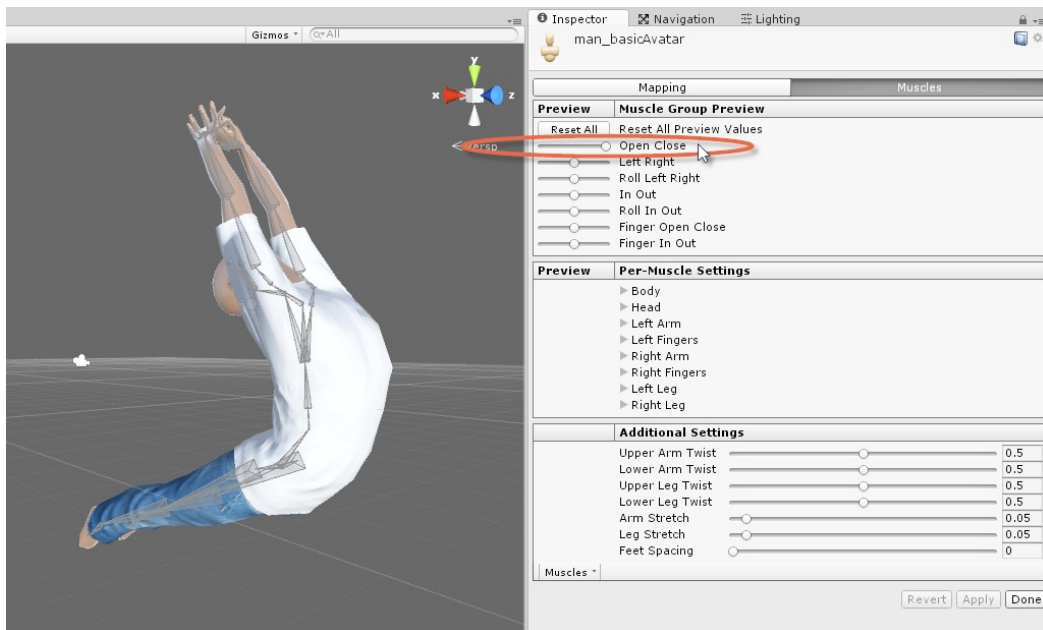 Inspector Navigation Lighting
Gizmos All
man_basicAvatar
y
x z
Persp
Mapping Muscles
Preview Muscle Group Preview
Reset All Reset All Preview Values
Open Close
Left Right
Roll Left Right
In Out
Roll In Out
Finger Open Close
Finger In Out
Preview Per-Muscle Settings
Body
Head
Left Arm
Left Fingers
Right Arm
Right Fingers
Left Leg
Right Leg
Additional Settings
Upper Arm Twist 0.5
Lower Arm Twist 0.5
Upper Leg Twist 0.5
Lower Leg Twist 0.5
Arm Stretch 0.05
Leg Stretch 0.05
Feet Spacing 0
Muscles
Revert Apply Done